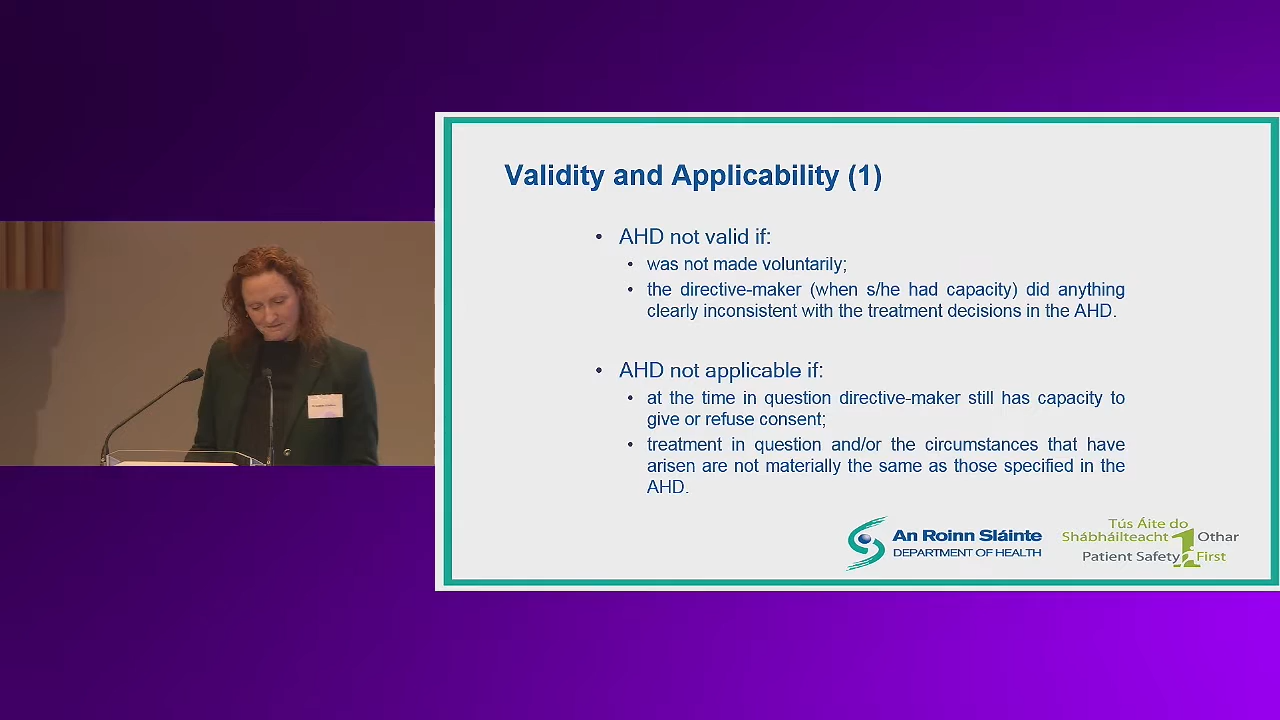 Validity and Applicability (1)
• AHD not valid if:
• was not made voluntarily;
• the directive-maker (when s/he had capacity) did anything
clearly inconsistent with the treatment decisions in the AHD.
• AHD not applicable if:
• at the time in question directive-maker still has capacity to
give or refuse consent;
• treatment in question and/or the circumstances that have
arisen are not materially the same as those specified in the
AHD.
An Roinn Sláinte
DEPARTMENT OF HEALTH
Tús Áite do
Shábháilteacht 1 Othar
Patient Safety First